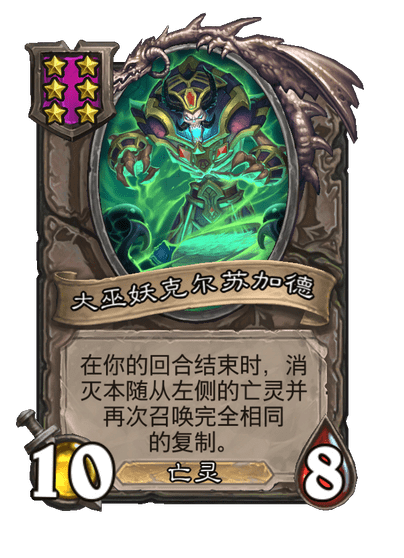 大巫妖克尔苏加德
在你的回合结束时，消
灭本随从左侧的亡灵并
再次召唤完全相同
的复制。
亡灵
10
8